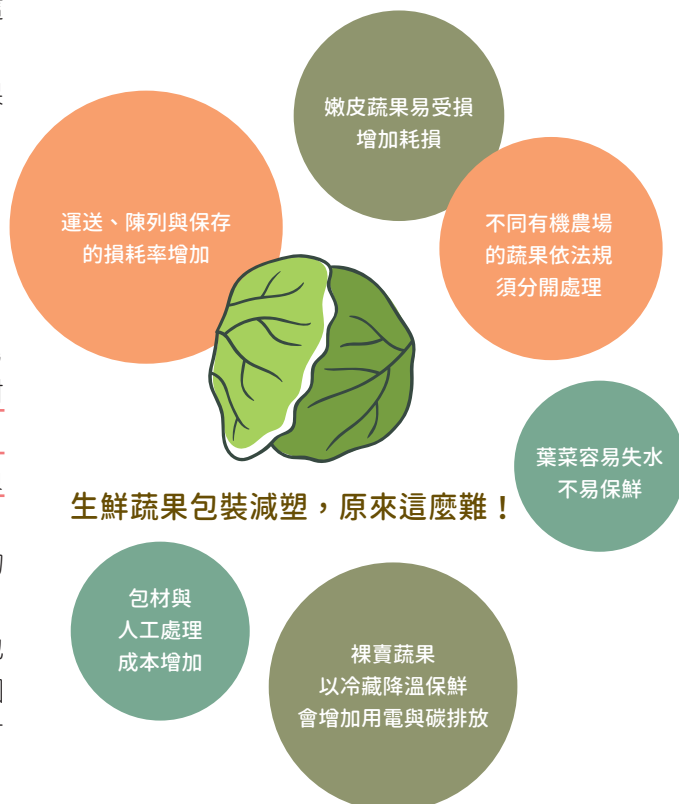 嫩皮蔬果易受損
增加耗損
運送、陳列與保存
的損耗率增加
不同有機農場
的蔬果依法規
須分開處理
葉菜容易失水
不易保鮮
生鮮蔬果包裝減塑，原來這麼難！
包材與
人工處理
成本增加
裸賣蔬果
以冷藏降溫保鮮
會增加用電與碳排放